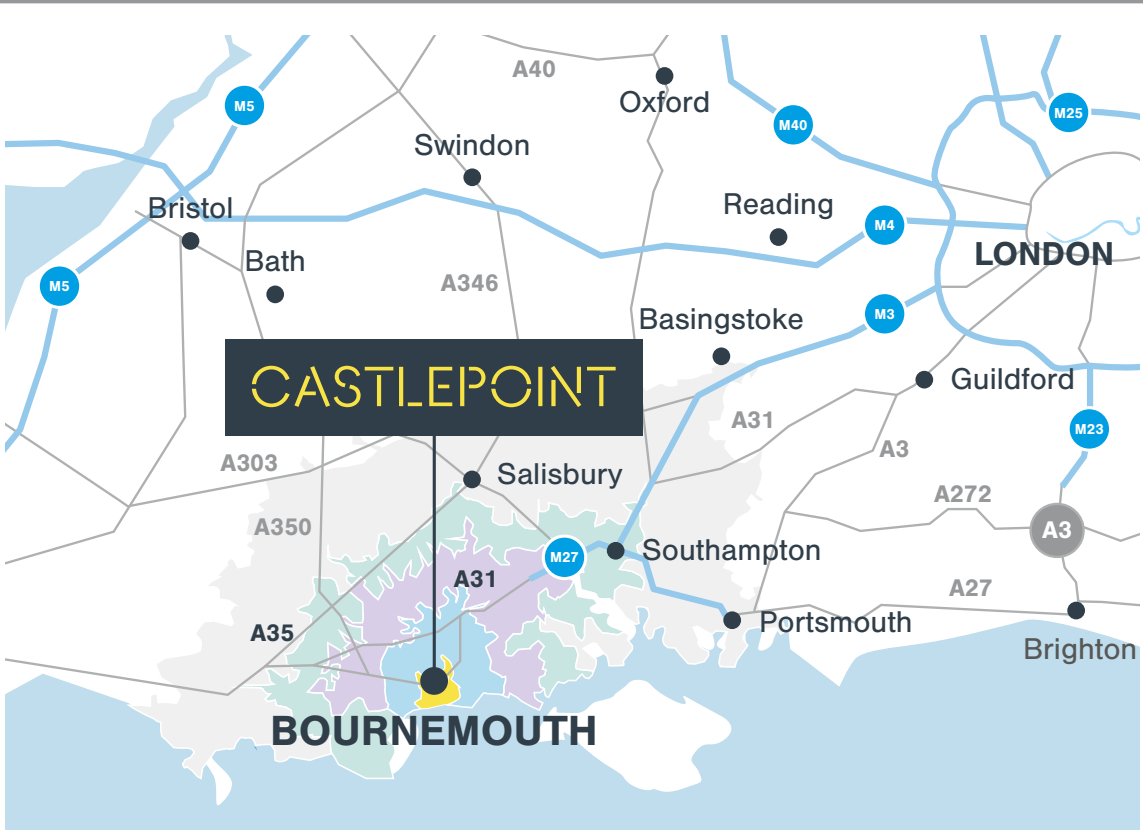 A40
Oxford
M5
M40
M25
Swindon
Bristol
Reading
M4
LONDON
Bath
A346
M5
M3
Basingstoke
CASTLEPOINT
Guildford
A31
M23
A303
Salisbury
A3
A272
A350
A3
M27
Southampton
A31
A27
A35
Portsmouth
Brighton
BOURNEMOUTH